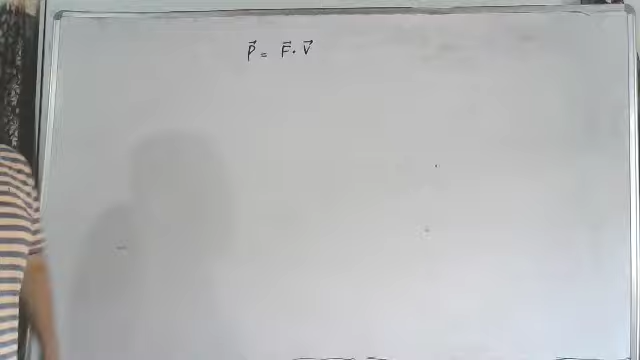 P⃗ = F⃗ · V⃗